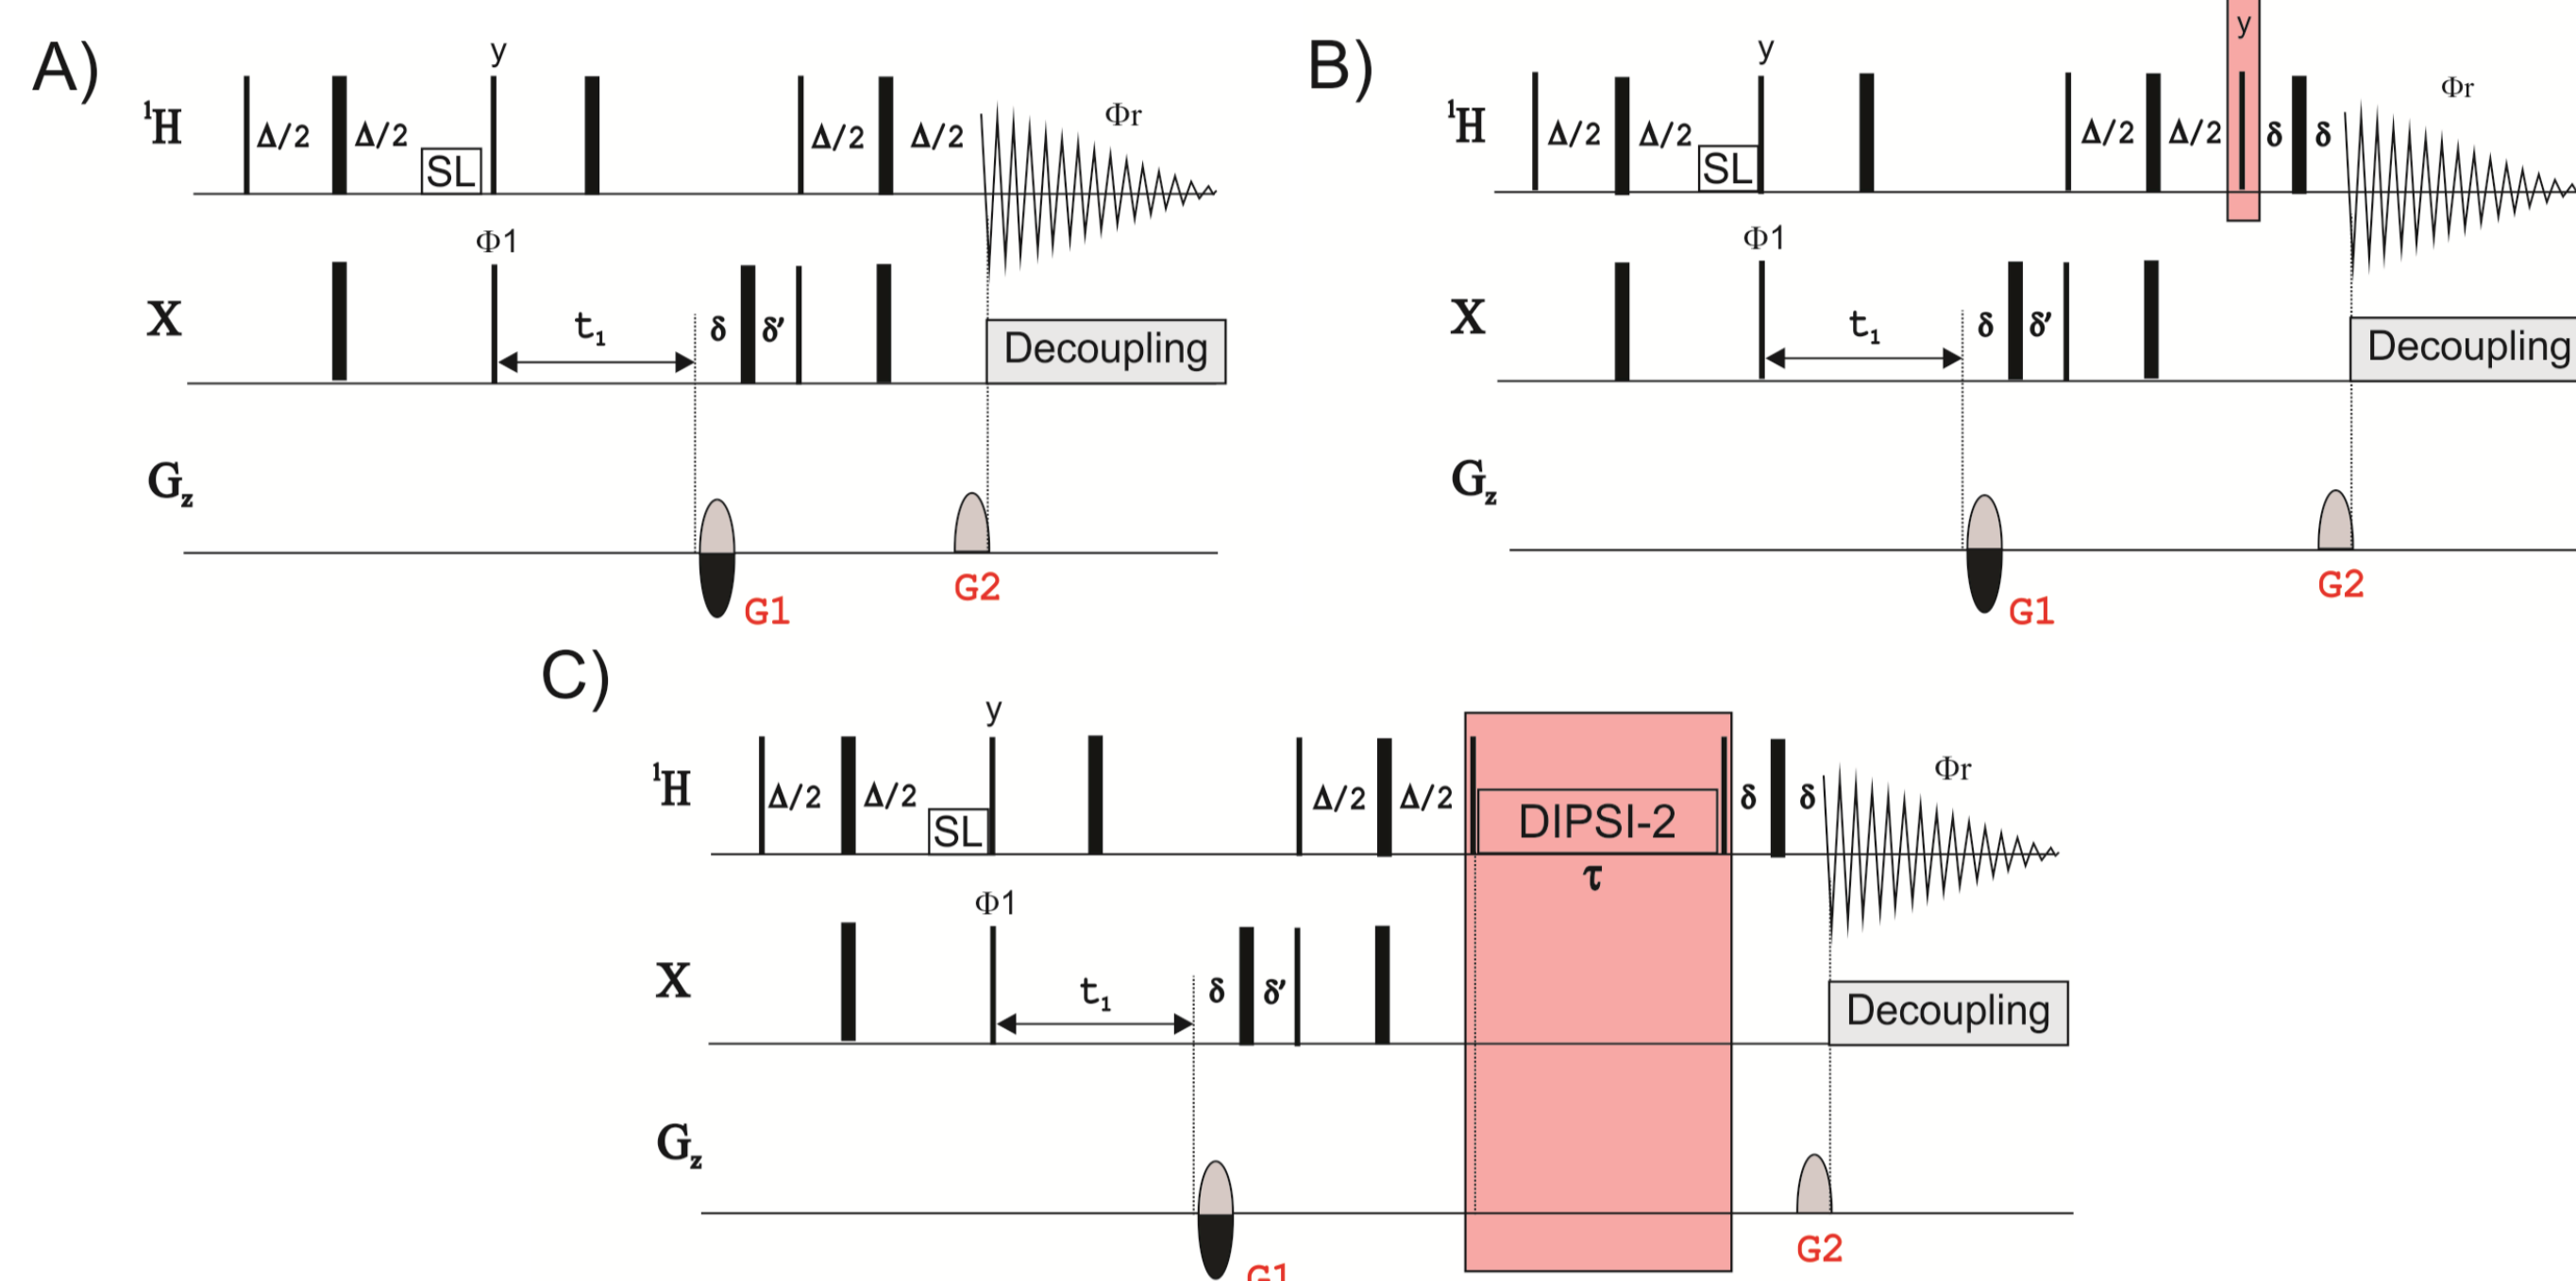 A)
y
¹H Δ/2 Δ/2 SL Δ/2 Δ/2 Φr
Φ1
X t₁ δ δ’ Decoupling
G_z
G1 G2
B)
y y
¹H Δ/2 Δ/2 SL Δ/2 Δ/2 δ δ Φr
Φ1
X t₁ δ δ’ Decoupling
G_z
G1 G2
C)
y
¹H Δ/2 Δ/2 SL Δ/2 Δ/2 DIPSI-2 δ δ Φr
τ
Φ1
X t₁ δ δ’ Decoupling
G_z
G1 G2